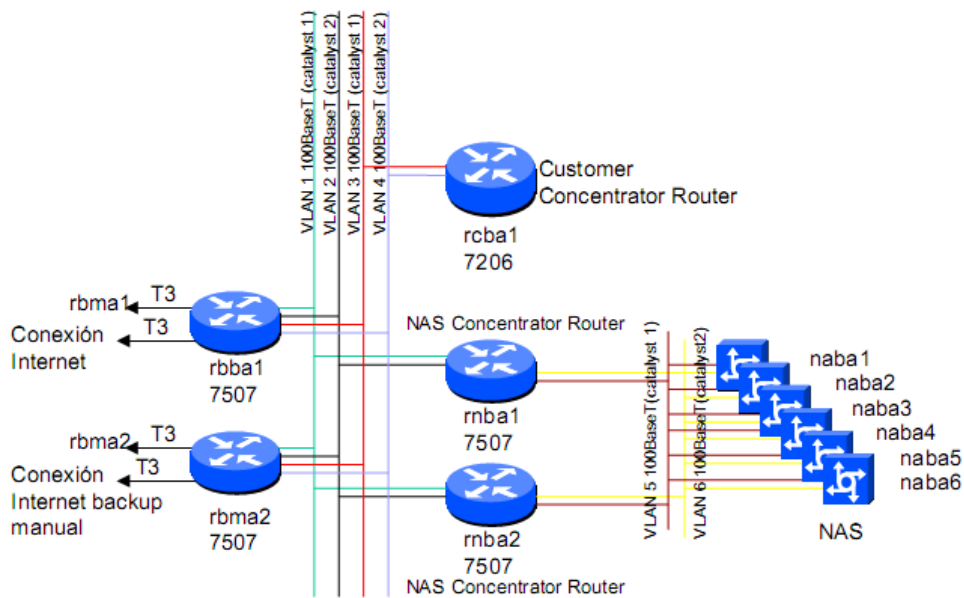 VLAN 1 100BaseT (catalyst 1)
VLAN 2 100BaseT (catalyst 2)
VLAN 3 100BaseT (catalyst 1)
VLAN 4 100BaseT (catalyst 2)
Customer
Concentrator Router
rcba1
7206
rbma1
T3
Conexión
Internet
T3
rbba1
7507
NAS Concentrator Router
rnba1
7507
VLAN 5 100BaseT(catalyst 1)
VLAN 6 100BaseT(catalyst2)
naba1
naba2
naba3
naba4
naba5
naba6
NAS
rbma2
T3
Conexión
Internet backup
manual
T3
rbma2
7507
rnba2
7507
NAS Concentrator Router